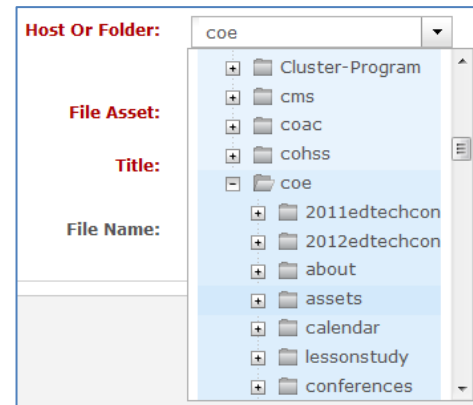 Host Or Folder: coe
Cluster-Program
cms
File Asset: coac
cohss
Title: coe
2011edtechcon
File Name: 2012edtechcon
about
assets
calendar
lessonstudy
conferences